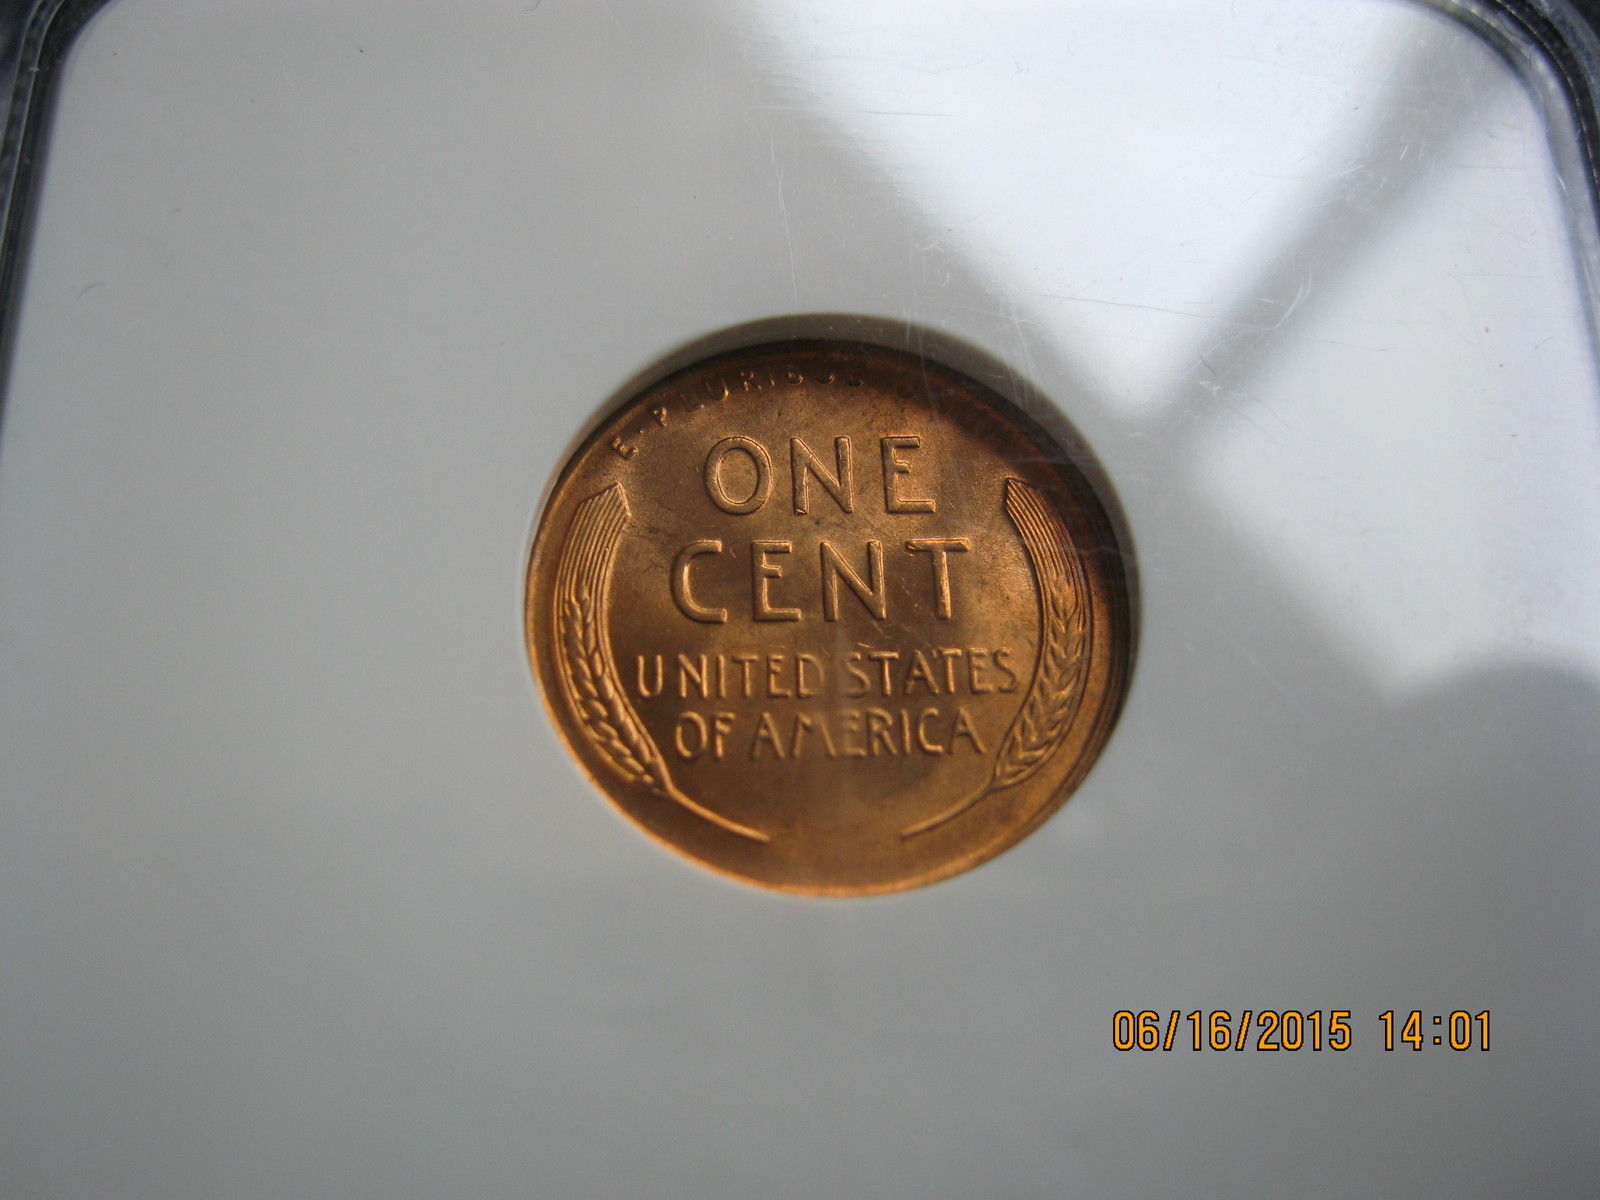 E·PLURIBUS U
ONE
CENT
UNITED STATES
OF AMERICA
06/16/2015 14:01